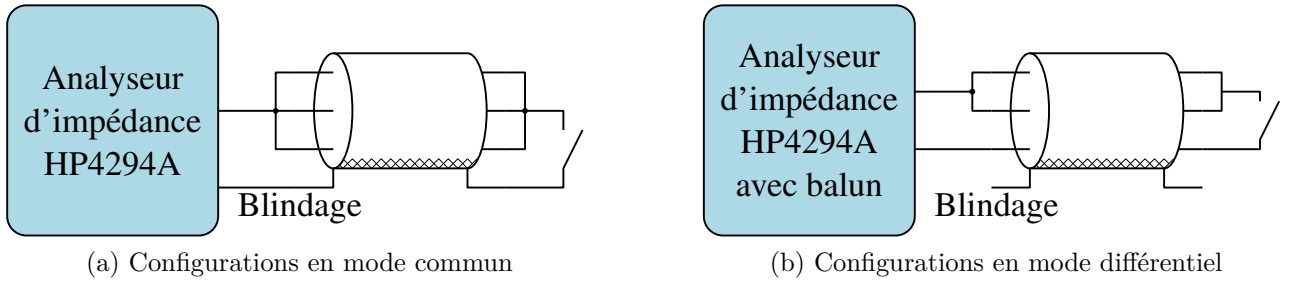 Analyseur
d'impédance
HP4294A
Blindage
(a) Configurations en mode commun
Analyseur
d'impédance
HP4294A
avec balun
Blindage
(b) Configurations en mode différentiel